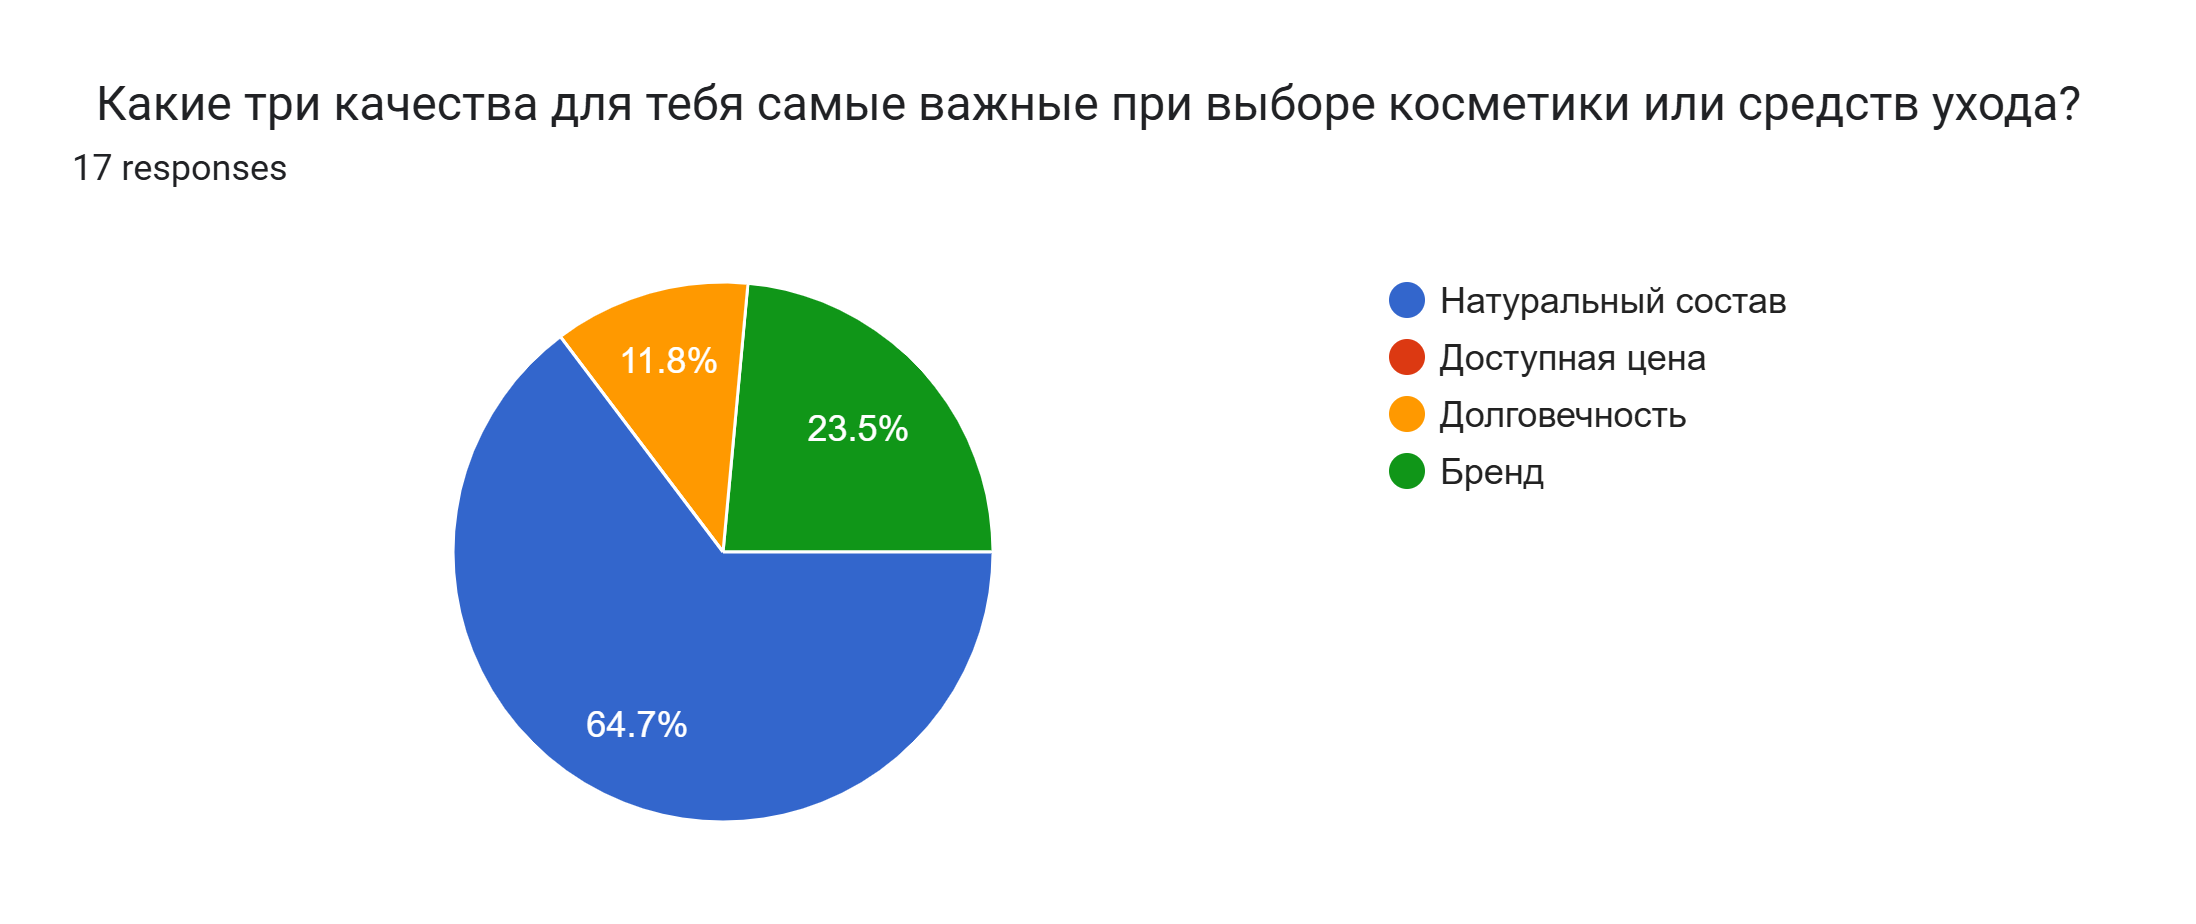 Какие три качества для тебя самые важные при выборе косметики или средств ухода?
17 responses
Натуральный состав
Доступная цена
Долговечность
Бренд
11.8%
23.5%
64.7%